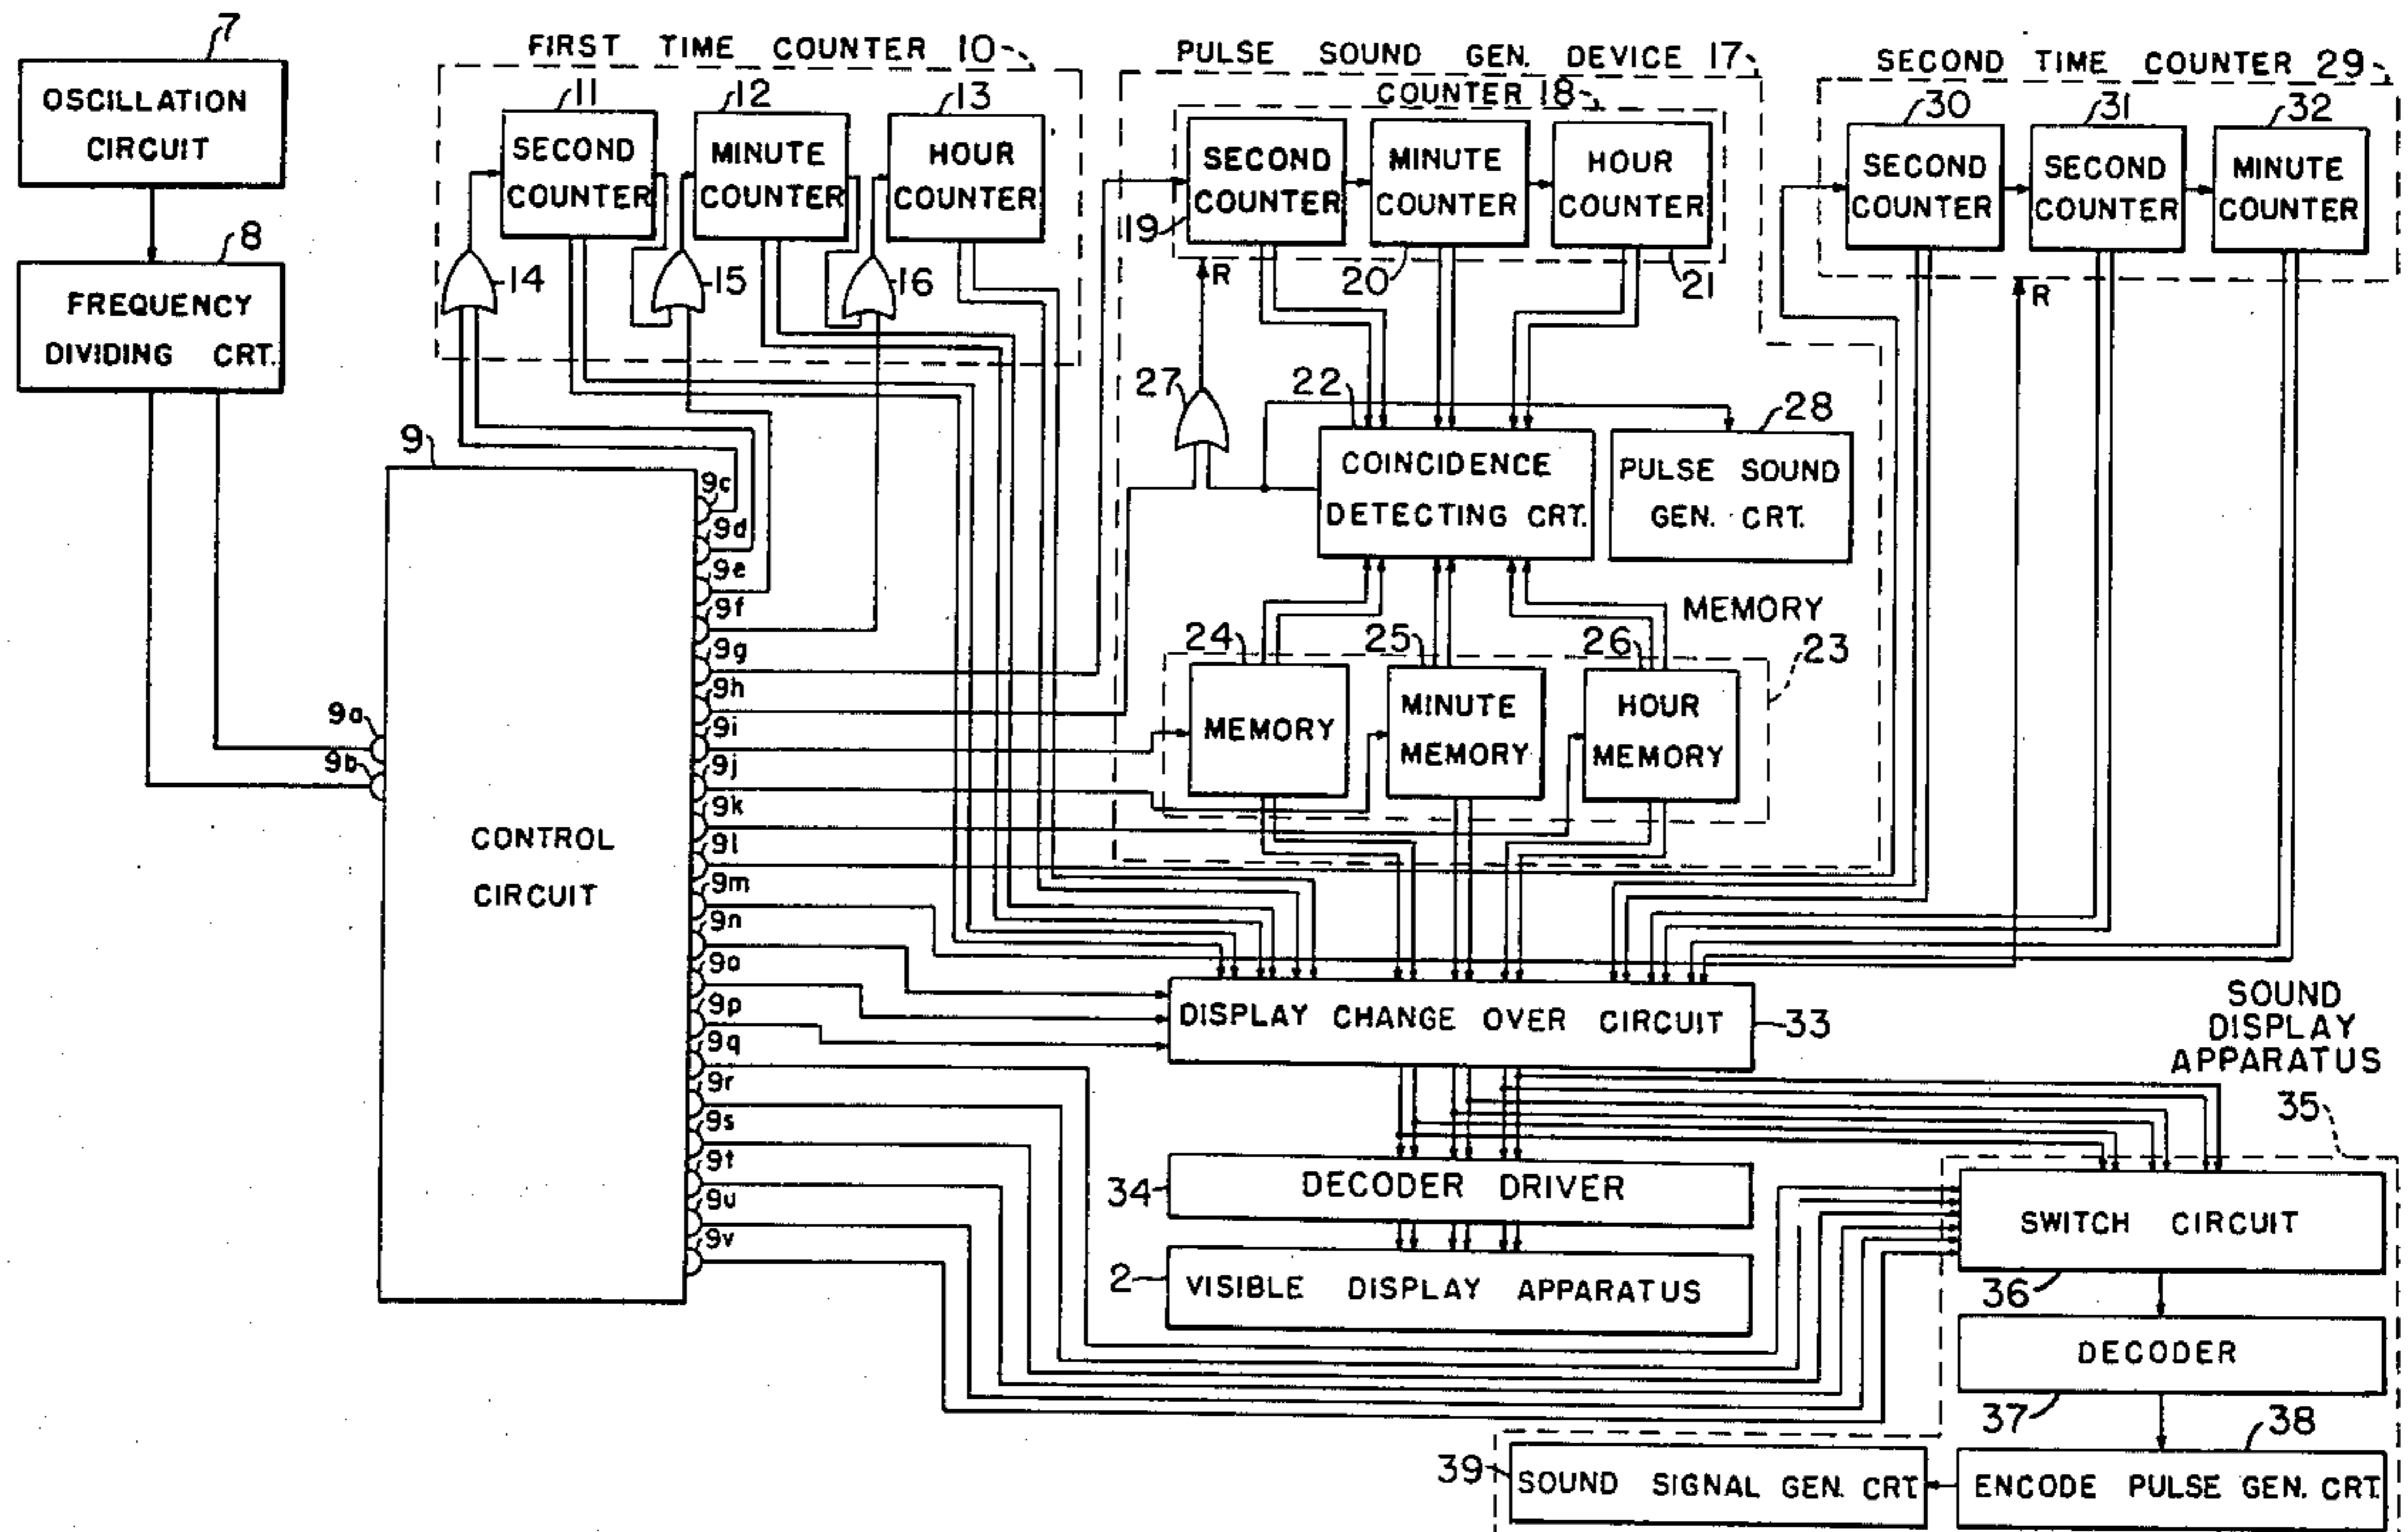 7
OSCILLATION
CIRCUIT
8
FREQUENCY
DIVIDING CRT.
FIRST TIME COUNTER 10
11
SECOND
COUNTER
12
MINUTE
COUNTER
13
HOUR
COUNTER
14
15
16
PULSE SOUND GEN. DEVICE 17
COUNTER 18
SECOND
COUNTER
19
MINUTE
COUNTER
20
HOUR
COUNTER
21
R
SECOND TIME COUNTER 29
30
SECOND
COUNTER
31
SECOND
COUNTER
32
MINUTE
COUNTER
R
27
22
COINCIDENCE
DETECTING CRT.
28
PULSE SOUND
GEN. CRT.
MEMORY
23
24
MEMORY
25
MINUTE
MEMORY
26
HOUR
MEMORY
9
CONTROL
CIRCUIT
9a
9b
9c
9d
9e
9f
9g
9h
9i
9j
9k
9l
9m
9n
9o
9p
9q
9r
9s
9t
9u
9v
DISPLAY CHANGE OVER CIRCUIT
33
34
DECODER DRIVER
2
VISIBLE DISPLAY APPARATUS
SOUND
DISPLAY
APPARATUS
35
SWITCH CIRCUIT
36
DECODER
37
38
ENCODE PULSE GEN. CRT.
39
SOUND SIGNAL GEN. CRT.